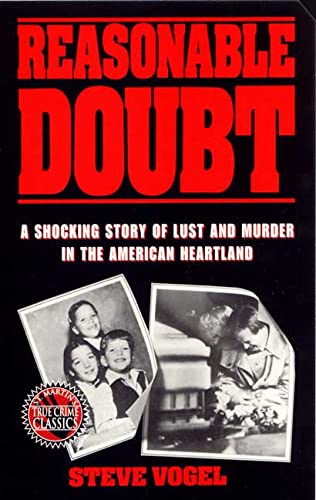 REASONABLE
DOUBT
A SHOCKING STORY OF LUST AND MURDER
IN THE AMERICAN HEARTLAND
ST. MARTIN'S
TRUE CRIME
CLASSICS
STEVE VOGEL